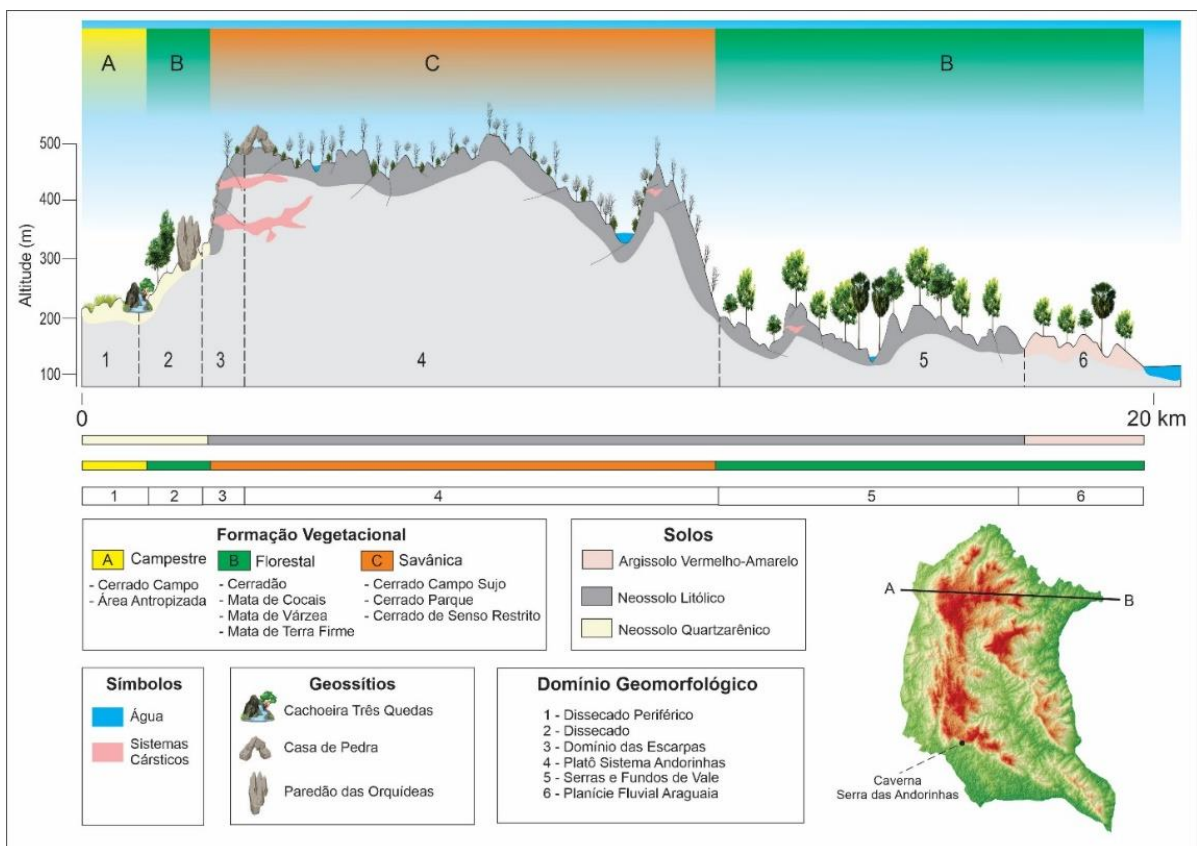 A
B
C
B
Altitude (m)
500
400
300
200
100
1
2
3
4
5
6
0
20 km
1
2
3
4
5
6
Formação Vegetacional
A Campestre
- Cerrado Campo
- Área Antropizada
B Florestal
- Cerradão
- Mata de Cocais
- Mata de Várzea
- Mata de Terra Firme
C Savânica
- Cerrado Campo Sujo
- Cerrado Parque
- Cerrado de Senso Restrito
Solos
Argissolo Vermelho-Amarelo
Neossolo Litólico
Neossolo Quartzarênico
Símbolos
Água
Sistemas
Cársticos
Geossítios
Cachoeira Três Quedas
Casa de Pedra
Paredão das Orquídeas
Domínio Geomorfológico
1 - Dissecado Periférico
2 - Dissecado
3 - Domínio das Escarpas
4 - Platô Sistema Andorinhas
5 - Serras e Fundos de Vale
6 - Planície Fluvial Araguaia
A
B
Caverna
Serra das Andorinhas